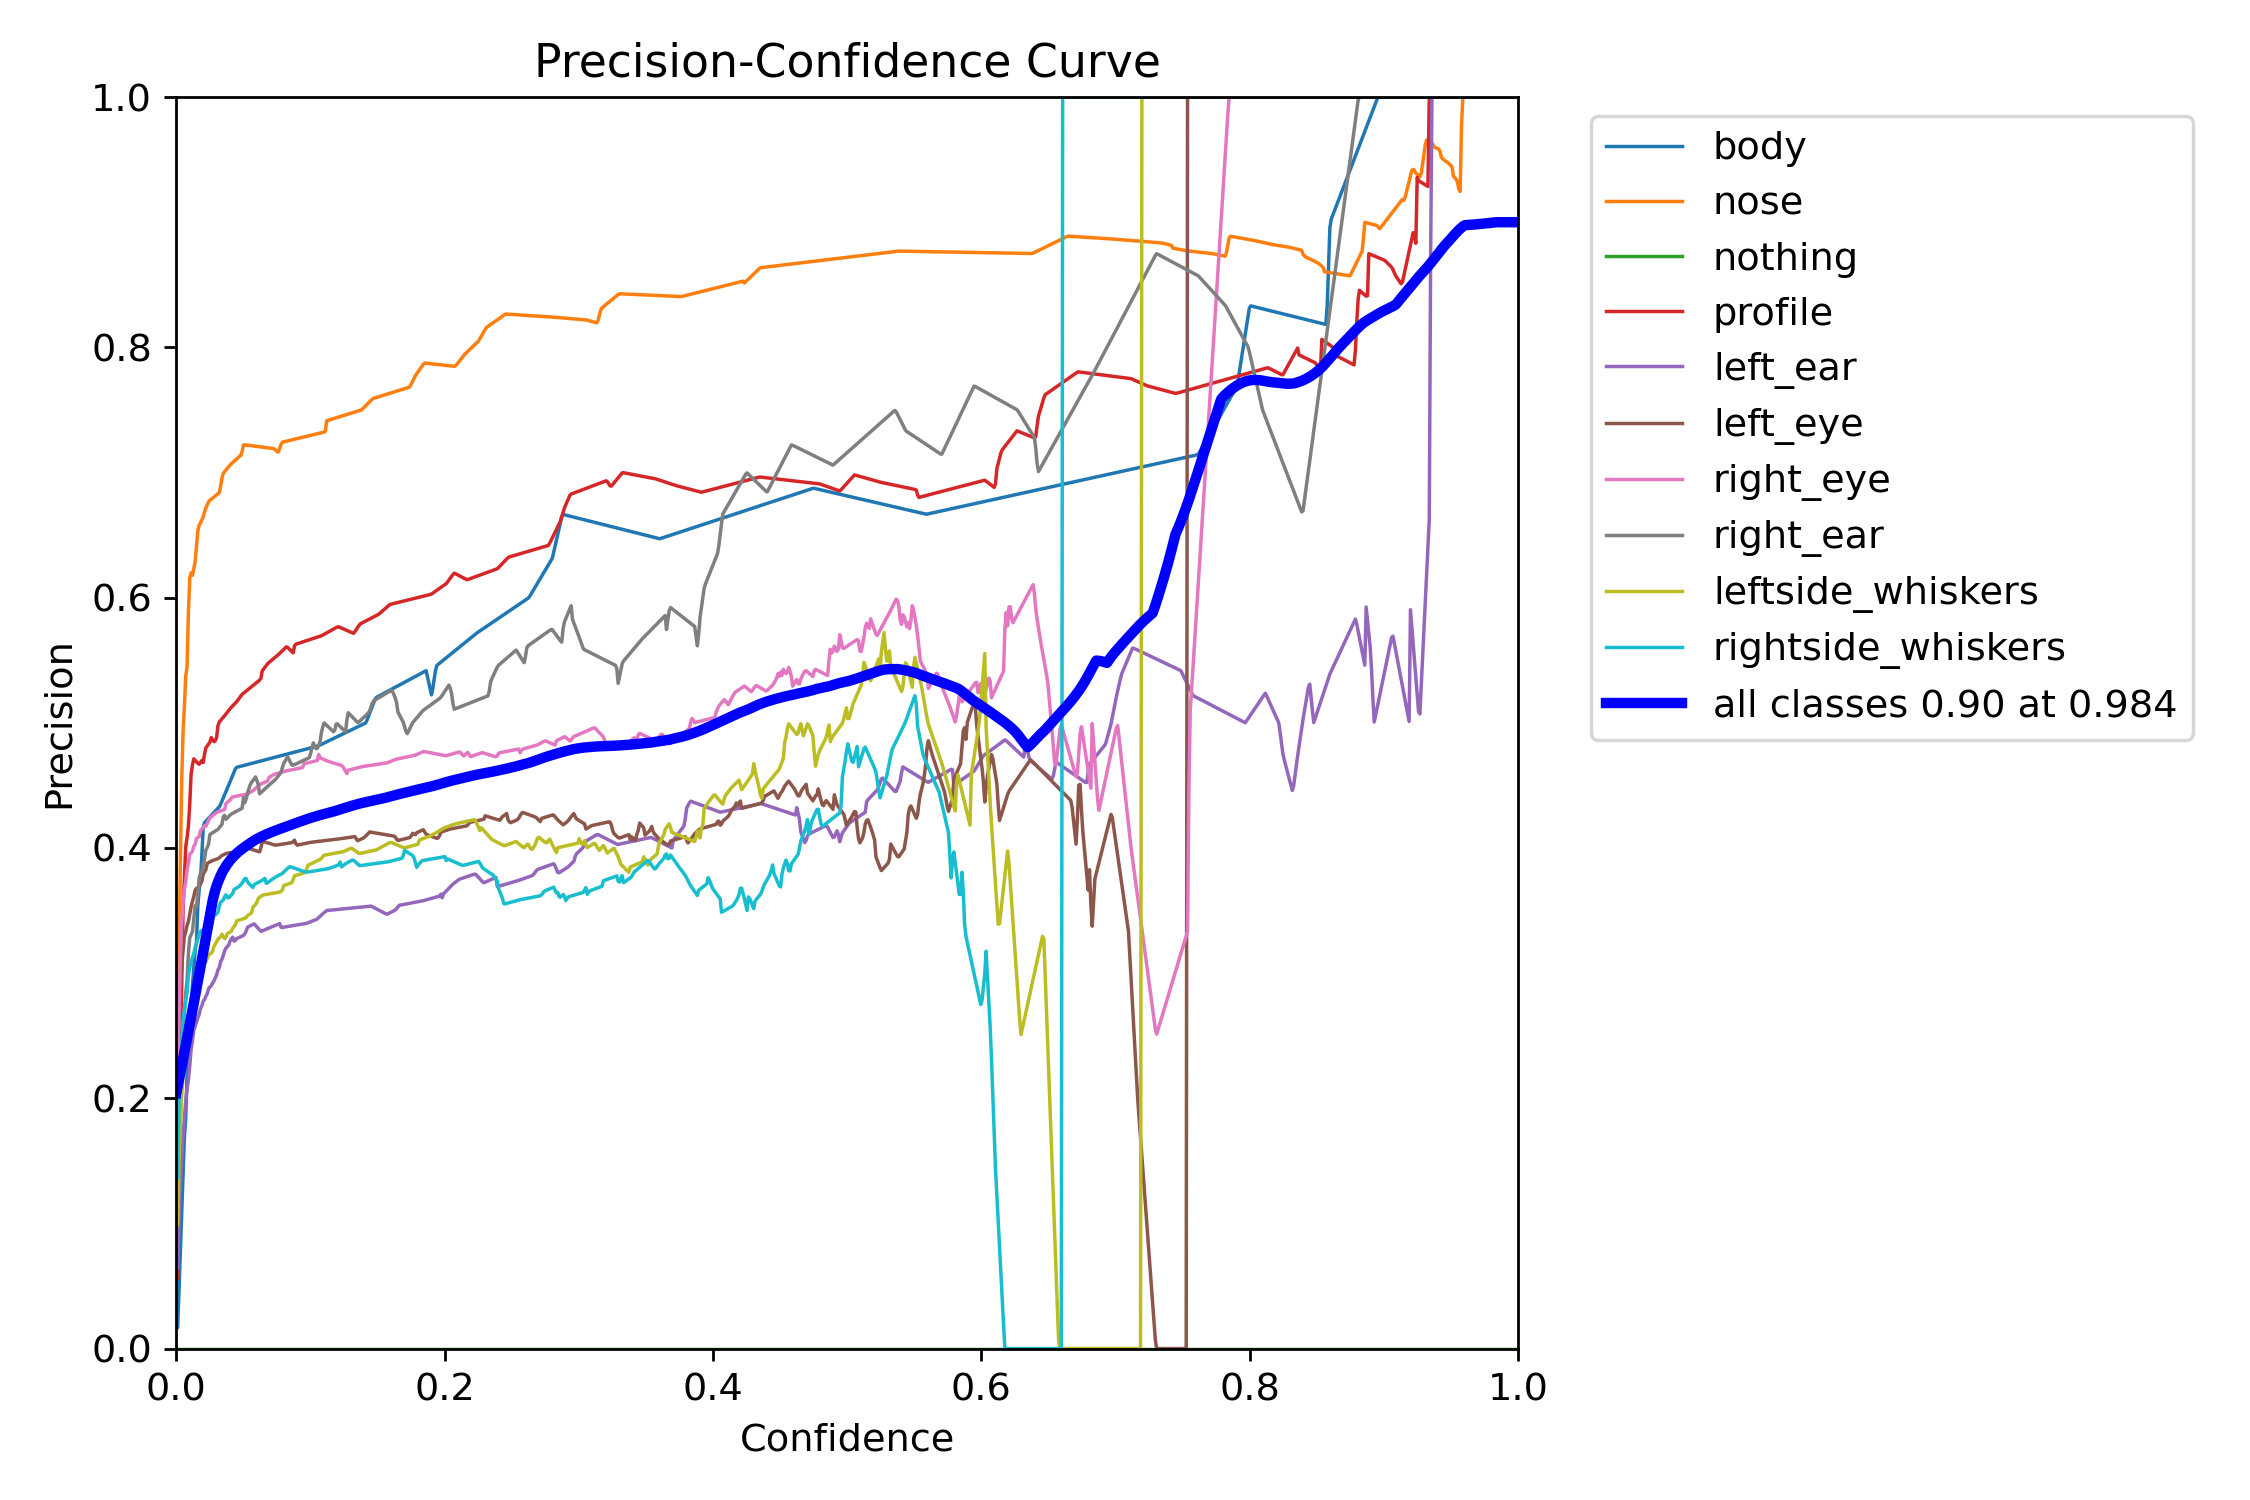 Precision-Confidence Curve
1.0
0.8
0.6
0.4
0.2
0.0
Precision
0.0 0.2 0.4 0.6 0.8 1.0
Confidence
body
nose
nothing
profile
left_ear
left_eye
right_eye
right_ear
leftside_whiskers
rightside_whiskers
all classes 0.90 at 0.984